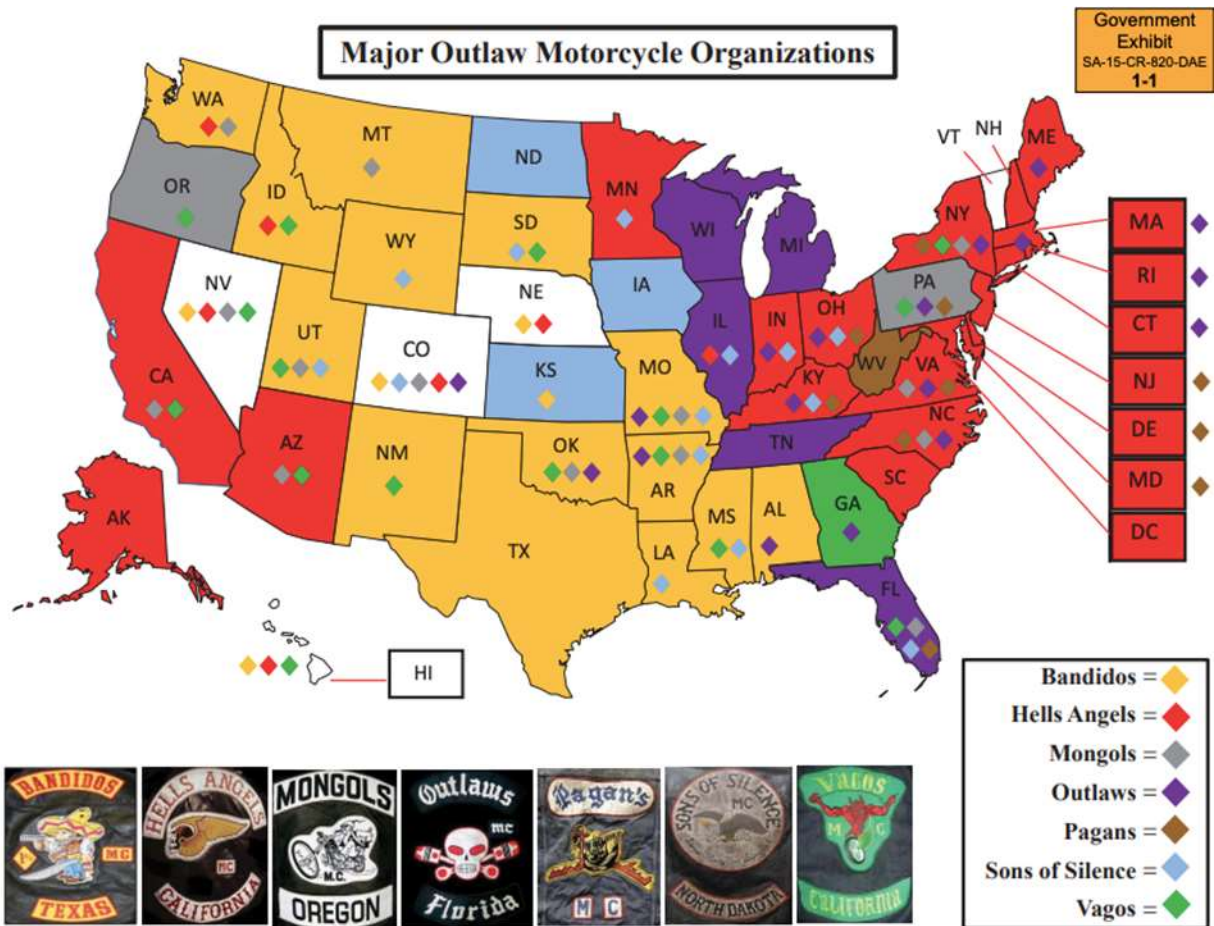 Major Outlaw Motorcycle Organizations
Government
Exhibit
SA-15-CR-820-DAE
1-1
WA
MT
ND
MN
VT
NH
ME
OR
ID
SD
WI
MI
NY
MA
WY
RI
NV
NE
IA
PA
CT
UT
CO
IL
IN
OH
NJ
CA
KS
MO
WV
VA
KY
DE
AZ
NM
OK
TN
NC
MD
AR
SC
DC
AK
TX
MS
AL
GA
LA
FL
HI
Bandidos =
Hells Angels =
Mongols =
Outlaws =
Pagans =
Sons of Silence =
Vagos =
BANDIDOS
MC
TEXAS
HELLS ANGELS
MC
CALIFORNIA
MONGOLS
M.C.
OREGON
Outlaws
mc
Florida
Pagan's
MC
SONS OF SILENCE
MC
NORTH DAKOTA
VAGOS
M C
CALIFORNIA